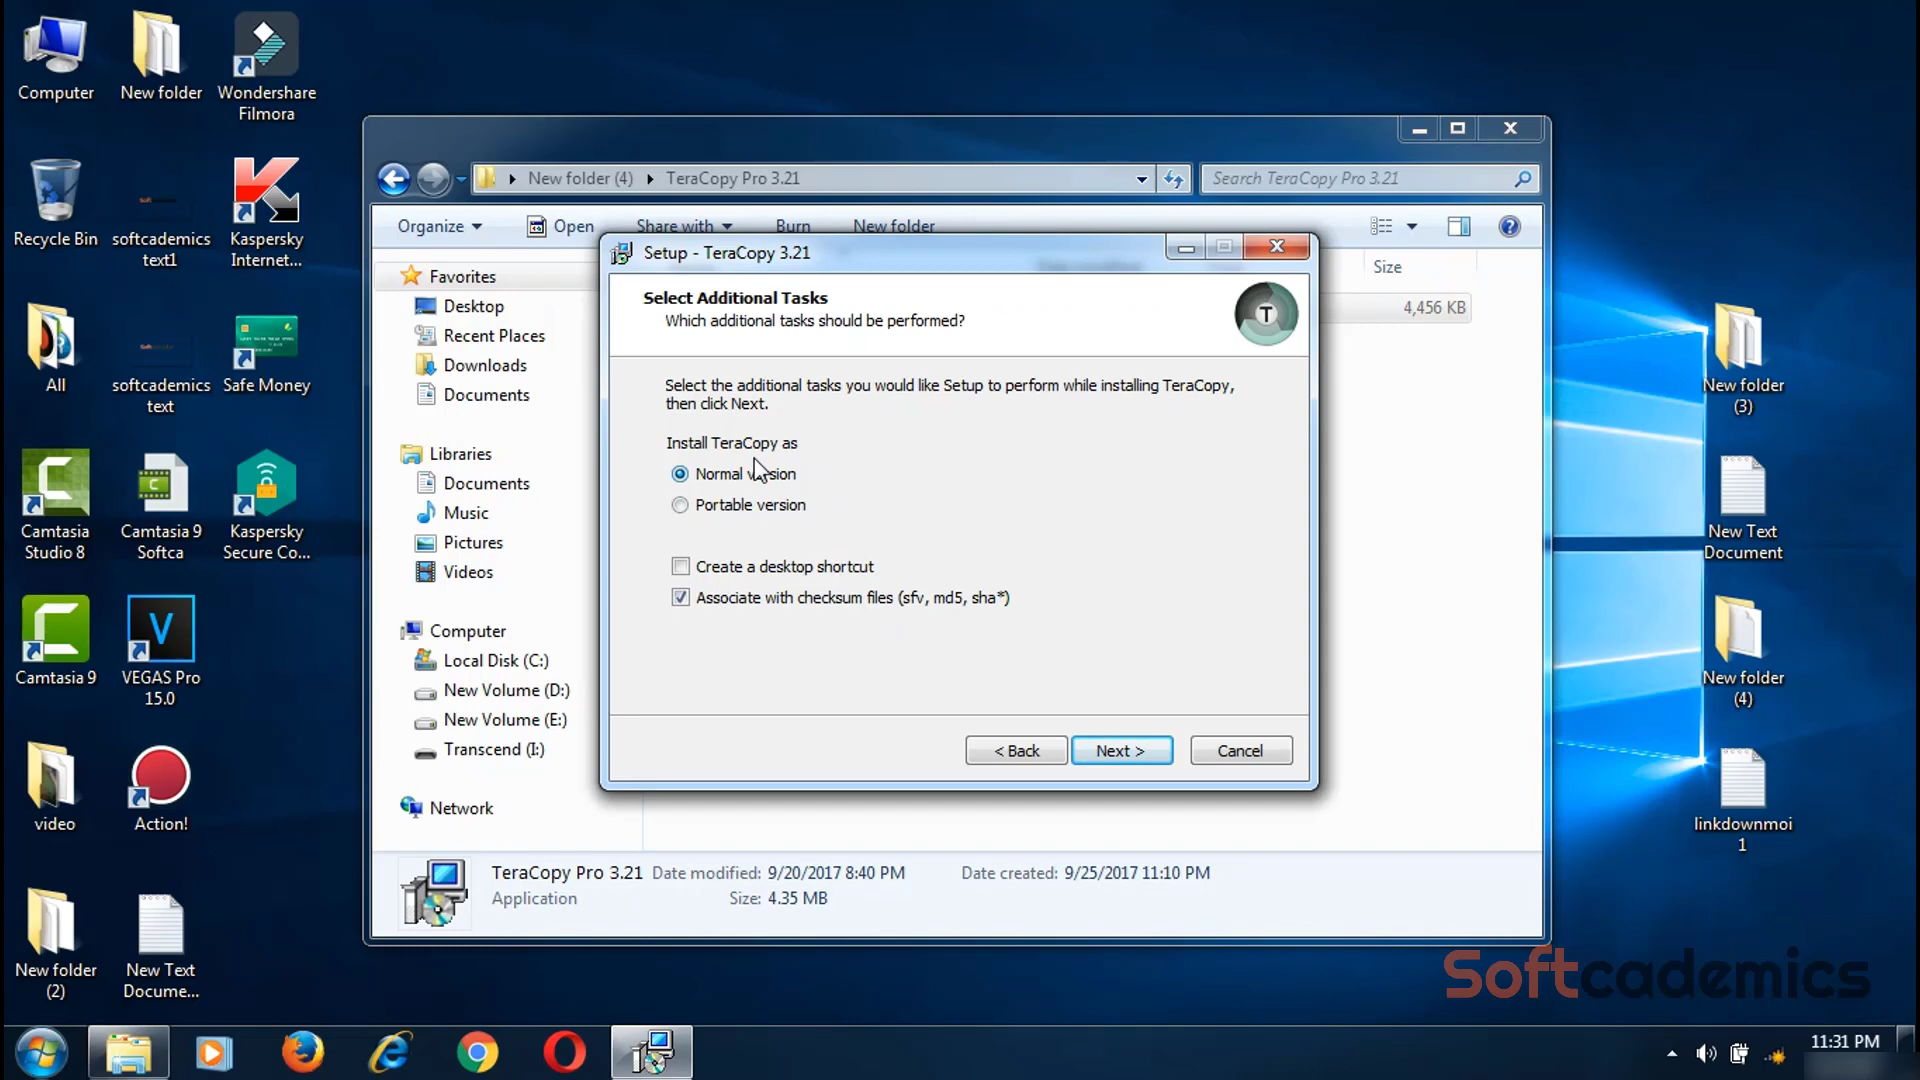 Computer
New folder
Wondershare
Filmora
Recycle Bin
softcademics
text1
Kaspersky
Internet...
All
softcademics
text
Safe Money
Camtasia
Studio 8
Camtasia 9
Softca
Kaspersky
Secure Co...
Camtasia 9
VEGAS Pro
15.0
video
Action!
New folder
(2)
New Text
Docume...
New folder (4)
TeraCopy Pro 3.21
Search TeraCopy Pro 3.21
Organize
Open
Share with
Burn
New folder
Size
4,456 KB
Favorites
Desktop
Recent Places
Downloads
Documents
Libraries
Documents
Music
Pictures
Videos
Computer
Local Disk (C:)
New Volume (D:)
New Volume (E:)
Transcend (I:)
Network
Setup - TeraCopy 3.21
Select Additional Tasks
Which additional tasks should be performed?
T
Select the additional tasks you would like Setup to perform while installing TeraCopy,
then click Next.
Install TeraCopy as
Normal version
Portable version
Create a desktop shortcut
Associate with checksum files (sfv, md5, sha*)
< Back
Next >
Cancel
TeraCopy Pro 3.21
Date modified: 9/20/2017 8:40 PM
Date created: 9/25/2017 11:10 PM
Application
Size: 4.35 MB
New folder
(3)
New Text
Document
New folder
(4)
linkdownmoi
1
Softcademics
11:31 PM